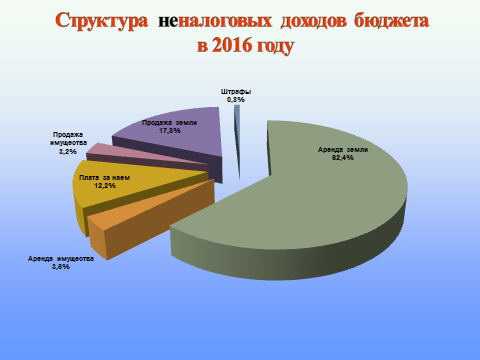 Структура неналоговых доходов бюджета
в 2016 году
Штрафы
0,8%
Продажа земли
17,8%
Продажа
имущества
3,2%
Аренда земли
62,4%
Плата за наем
12,2%
Аренда имущества
3,6%